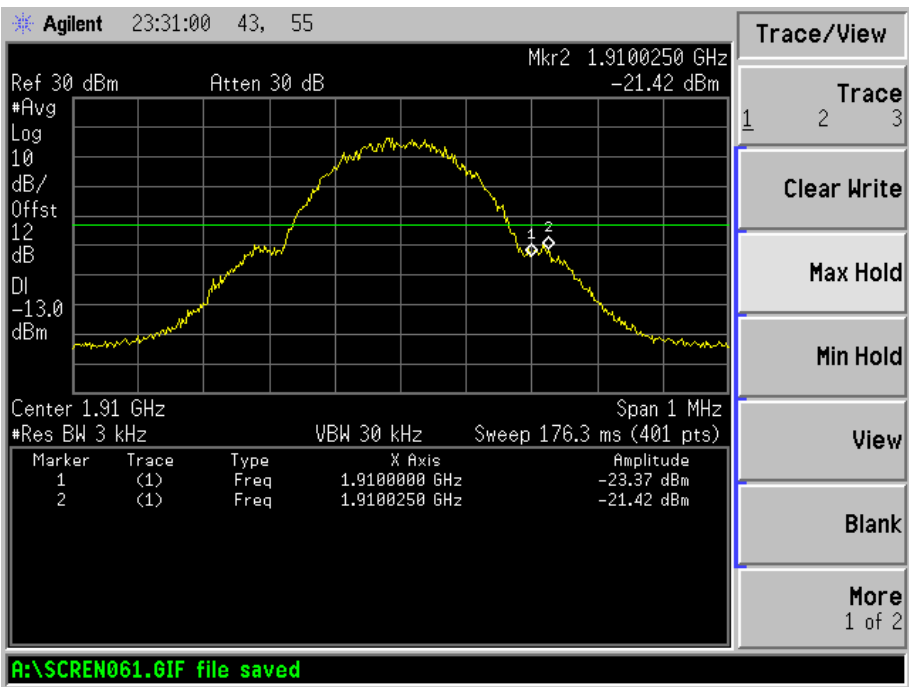 Agilent 23:31:00 43, 55
Trace/View
Mkr2 1.9100250 GHz
Ref 30 dBm Atten 30 dB -21.42 dBm
#Avg
Log
10
dB/
Offst
12
dB
DI
-13.0
dBm
1 2
Center 1.91 GHz Span 1 MHz
#Res BW 3 kHz VBW 30 kHz Sweep 176.3 ms (401 pts)
Marker Trace Type X Axis Amplitude
1 (1) Freq 1.9100000 GHz -23.37 dBm
2 (1) Freq 1.9100250 GHz -21.42 dBm
Trace
1 2 3
Clear Write
Max Hold
Min Hold
View
Blank
More
1 of 2
A:\SCREN061.GIF file saved